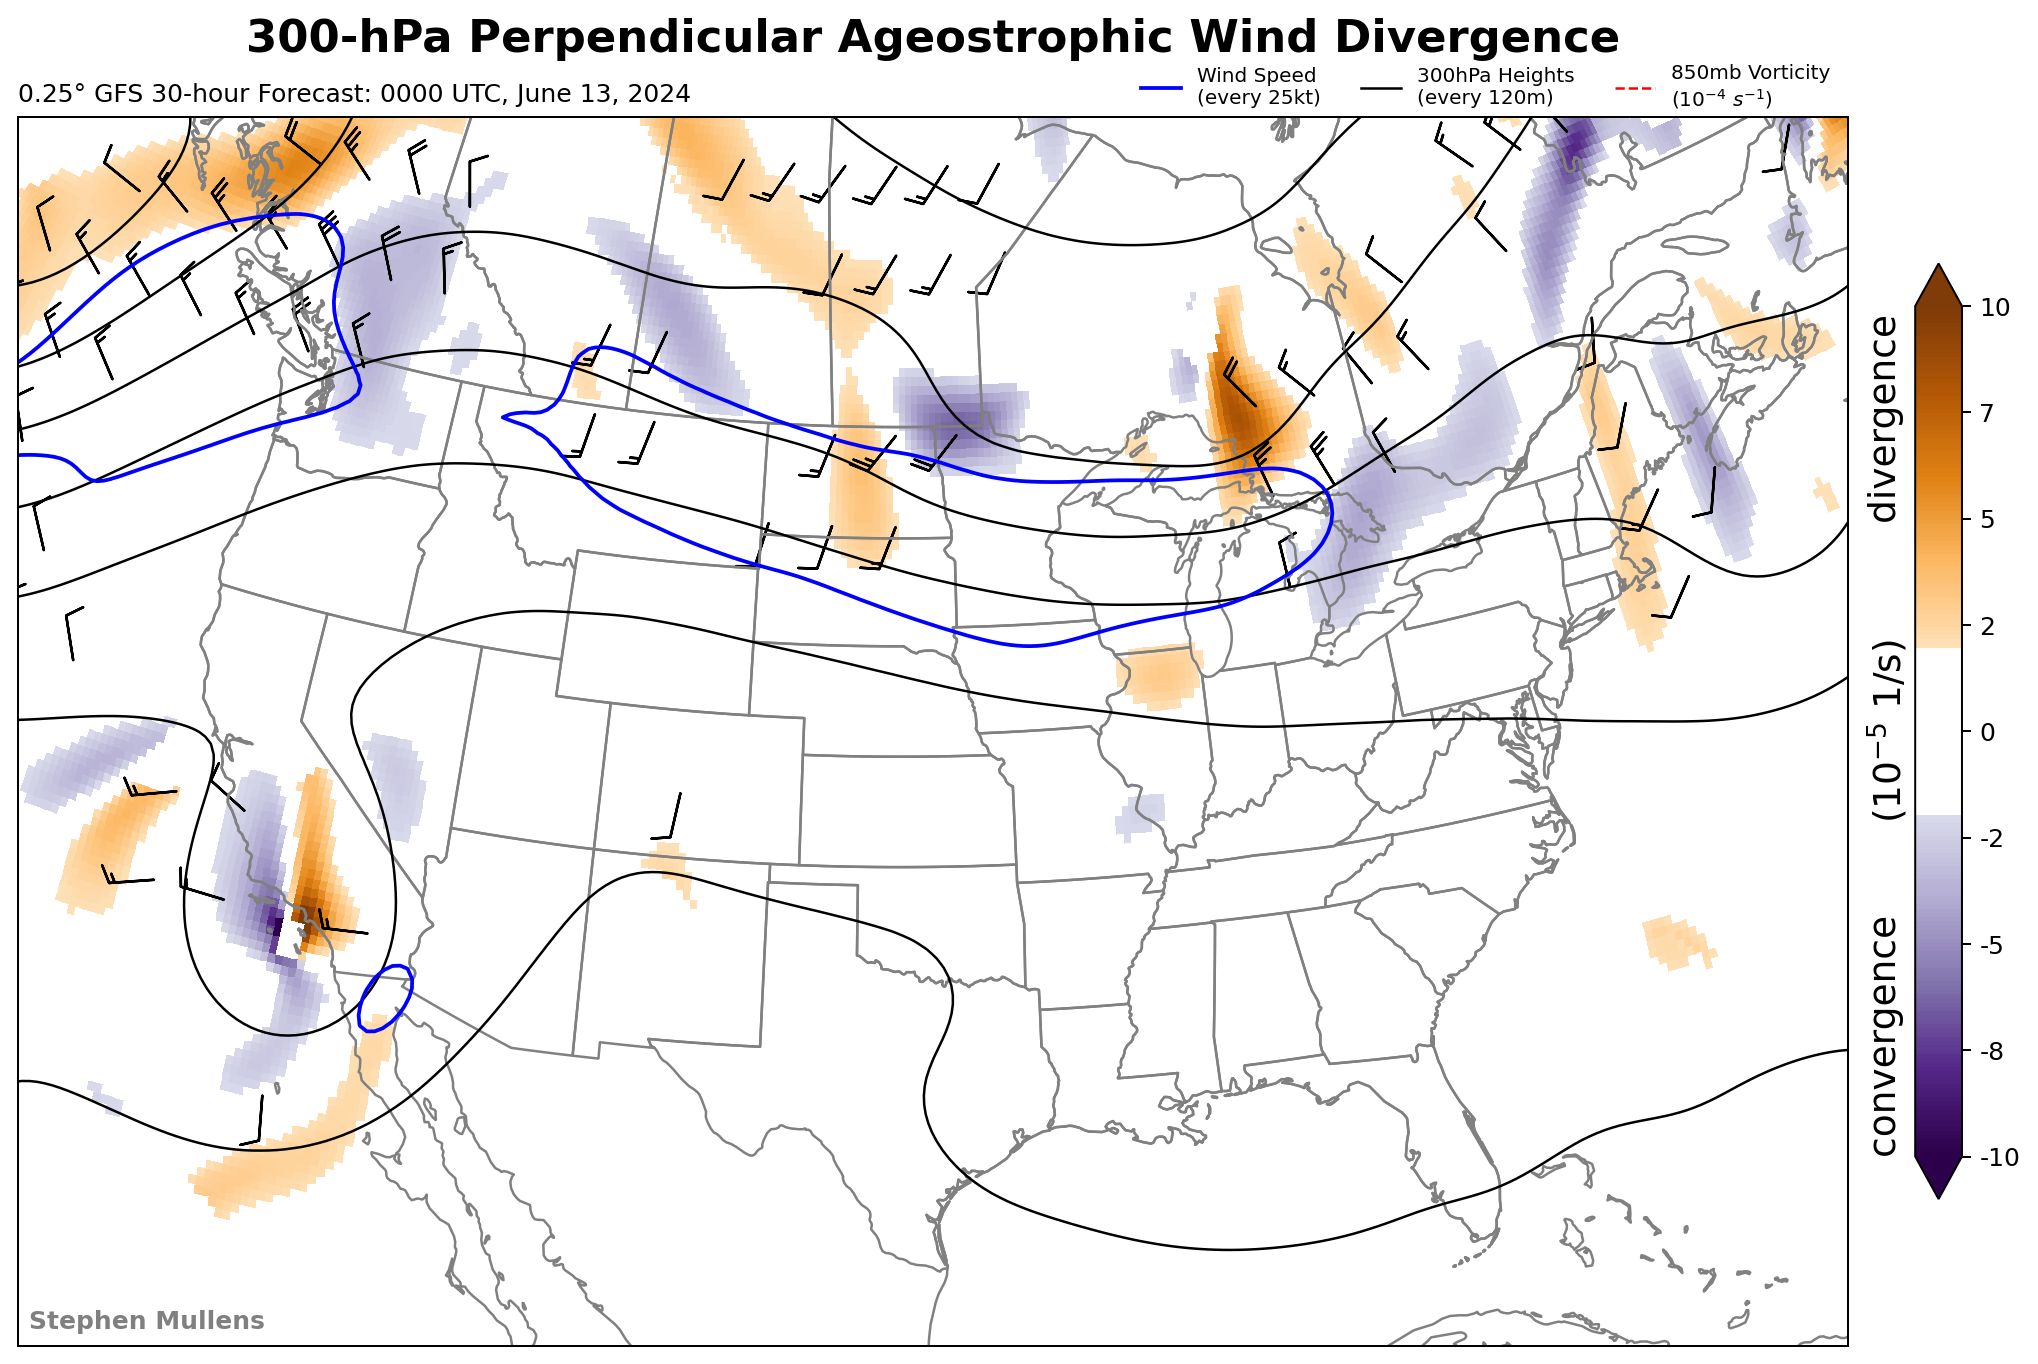 300-hPa Perpendicular Ageostrophic Wind Divergence
0.25° GFS 30-hour Forecast: 0000 UTC, June 13, 2024
Wind Speed
(every 25kt)
300hPa Heights
(every 120m)
850mb Vorticity
(10⁻⁴ s⁻¹)
10
7
5
2
0
-2
-5
-8
-10
convergence (10⁻⁵ 1/s) divergence
Stephen Mullens